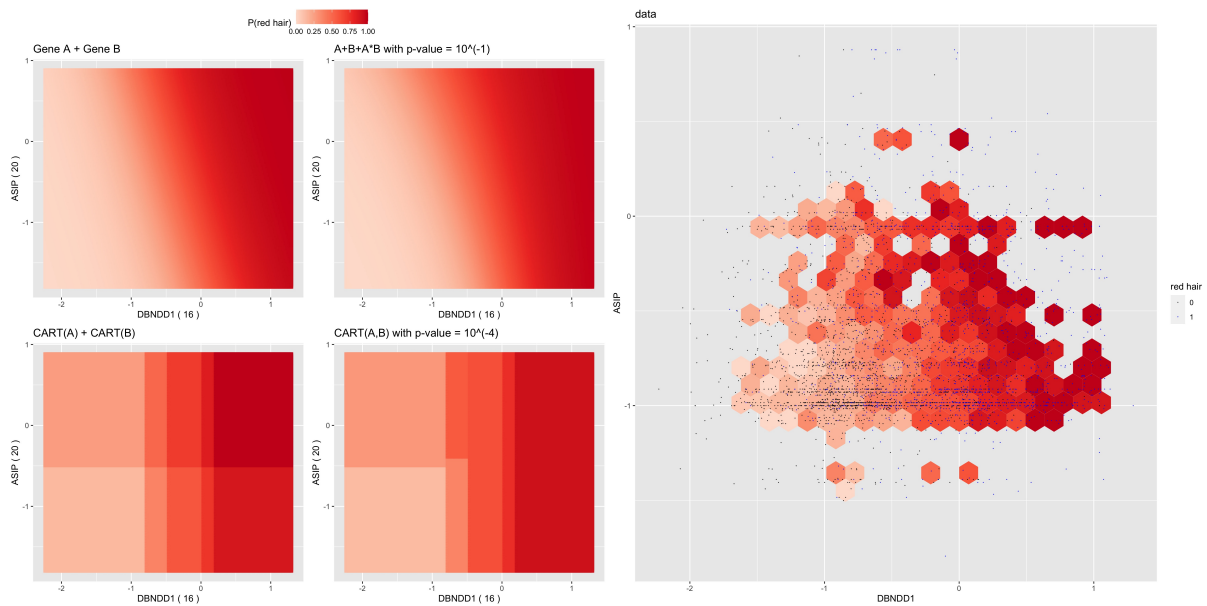 P(red hair)
0.00 0.25 0.50 0.75 1.00
Gene A + Gene B
1
0
-1
ASIP ( 20 )
-2 -1 0 1
DBNDD1 ( 16 )
A+B+A*B with p-value = 10^(-1)
1
0
-1
ASIP ( 20 )
-2 -1 0 1
DBNDD1 ( 16 )
CART(A) + CART(B)
1
0
-1
ASIP ( 20 )
-2 -1 0 1
DBNDD1 ( 16 )
CART(A,B) with p-value = 10^(-4)
1
0
-1
ASIP ( 20 )
-2 -1 0 1
DBNDD1 ( 16 )
data
1
0
-1
ASIP
-2 -1 0 1
DBNDD1
red hair
0
1